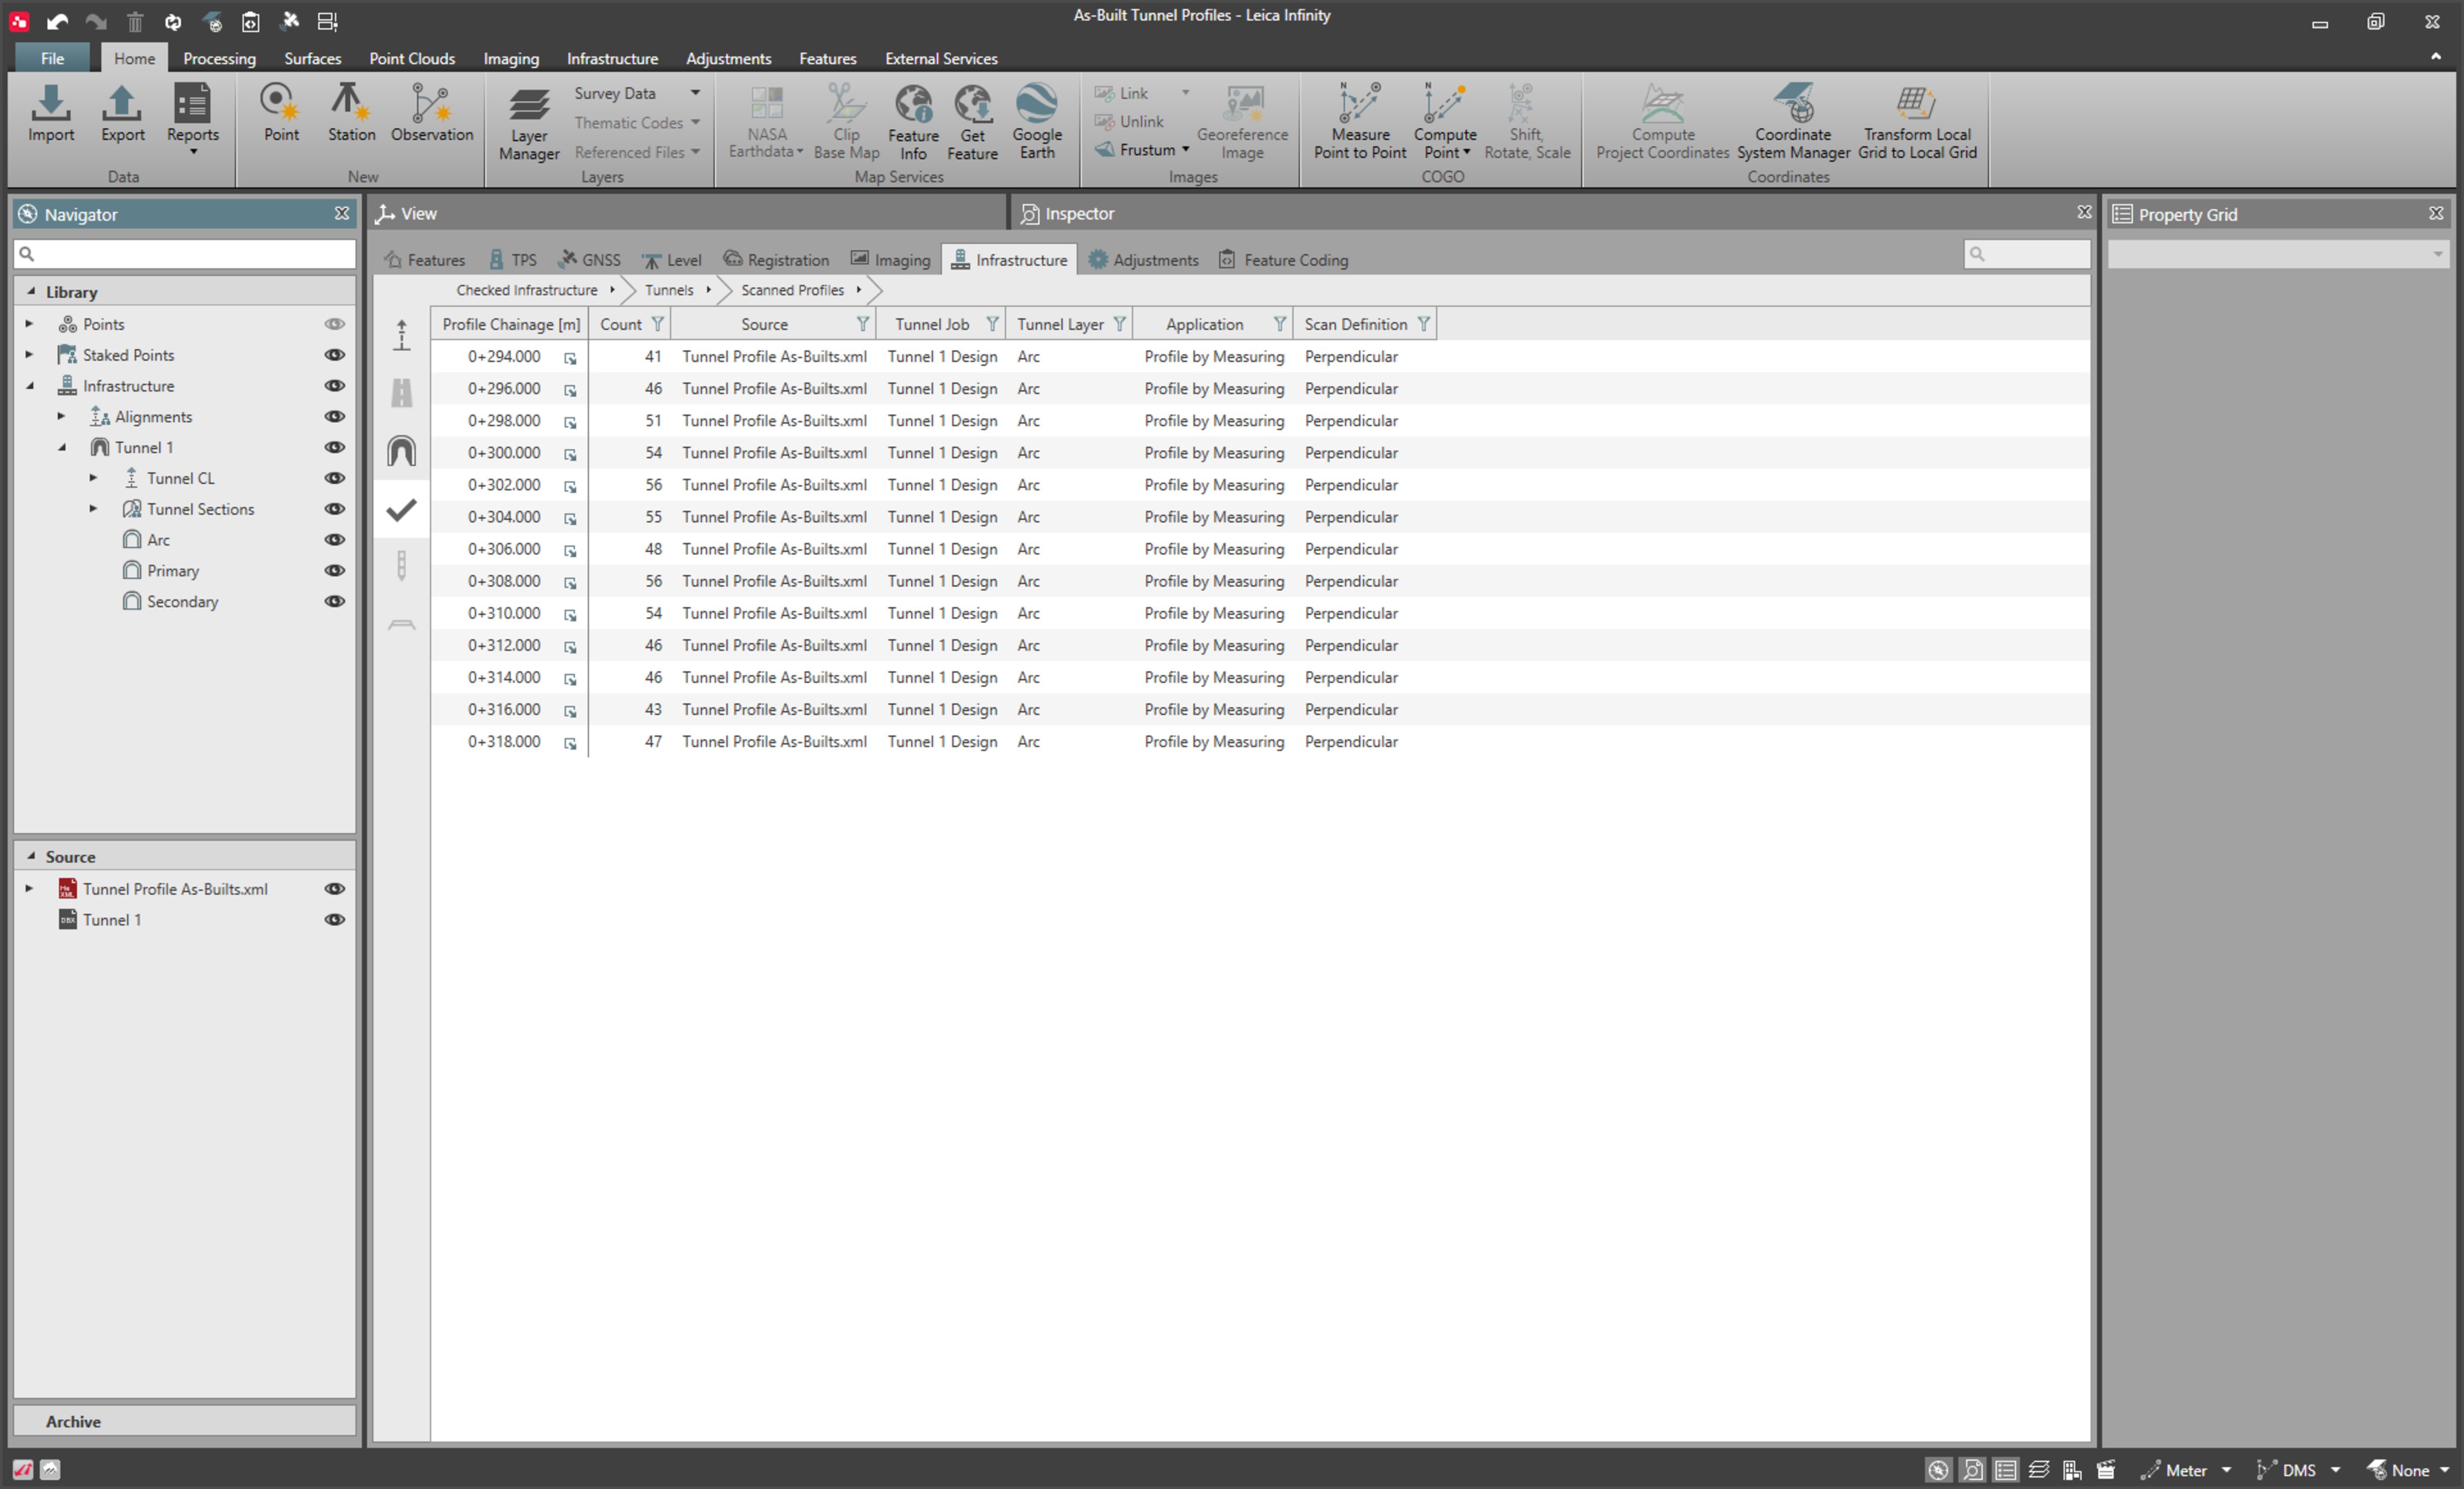 As-Built Tunnel Profiles - Leica Infinity
File Home Processing Surfaces Point Clouds Imaging Infrastructure Adjustments Features External Services
Import Export Reports
Data
Point Station Observation
New
Layer Manager
Survey Data
Thematic Codes
Referenced Files
Layers
NASA Earthdata
Clip Base Map
Feature Info
Get Feature
Google Earth
Map Services
Link
Unlink
Frustum
Georeference Image
Images
Measure Point to Point
Compute Point
Shift, Rotate, Scale
COGO
Compute Project Coordinates
Coordinate System Manager
Transform Local Grid to Local Grid
Coordinates
Navigator
Library
Points
Staked Points
Infrastructure
Alignments
Tunnel 1
Tunnel CL
Tunnel Sections
Arc
Primary
Secondary
Source
Tunnel Profile As-Builts.xml
DBX Tunnel 1
Archive
View
Inspector
Features TPS GNSS Level Registration Imaging Infrastructure Adjustments Feature Coding
Checked Infrastructure Tunnels Scanned Profiles
Profile Chainage [m] Count Source Tunnel Job Tunnel Layer Application Scan Definition
0+294.000 41 Tunnel Profile As-Builts.xml Tunnel 1 Design Arc Profile by Measuring Perpendicular
0+296.000 46 Tunnel Profile As-Builts.xml Tunnel 1 Design Arc Profile by Measuring Perpendicular
0+298.000 51 Tunnel Profile As-Builts.xml Tunnel 1 Design Arc Profile by Measuring Perpendicular
0+300.000 54 Tunnel Profile As-Builts.xml Tunnel 1 Design Arc Profile by Measuring Perpendicular
0+302.000 56 Tunnel Profile As-Builts.xml Tunnel 1 Design Arc Profile by Measuring Perpendicular
0+304.000 55 Tunnel Profile As-Builts.xml Tunnel 1 Design Arc Profile by Measuring Perpendicular
0+306.000 48 Tunnel Profile As-Builts.xml Tunnel 1 Design Arc Profile by Measuring Perpendicular
0+308.000 56 Tunnel Profile As-Builts.xml Tunnel 1 Design Arc Profile by Measuring Perpendicular
0+310.000 54 Tunnel Profile As-Builts.xml Tunnel 1 Design Arc Profile by Measuring Perpendicular
0+312.000 46 Tunnel Profile As-Builts.xml Tunnel 1 Design Arc Profile by Measuring Perpendicular
0+314.000 46 Tunnel Profile As-Builts.xml Tunnel 1 Design Arc Profile by Measuring Perpendicular
0+316.000 43 Tunnel Profile As-Builts.xml Tunnel 1 Design Arc Profile by Measuring Perpendicular
0+318.000 47 Tunnel Profile As-Builts.xml Tunnel 1 Design Arc Profile by Measuring Perpendicular
Property Grid
Meter DMS None